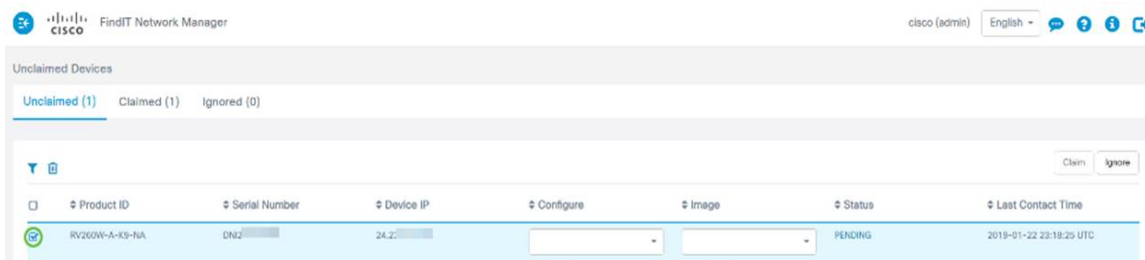 CISCO FindIT Network Manager cisco (admin) English
Unclaimed Devices
Unclaimed (1) Claimed (1) Ignored (0)
Claim Ignore
Product ID Serial Number Device IP Configure Image Status Last Contact Time
RV260W-A-K9-NA DNI2 24.2 PENDING 2019-01-22 23:18:25 UTC